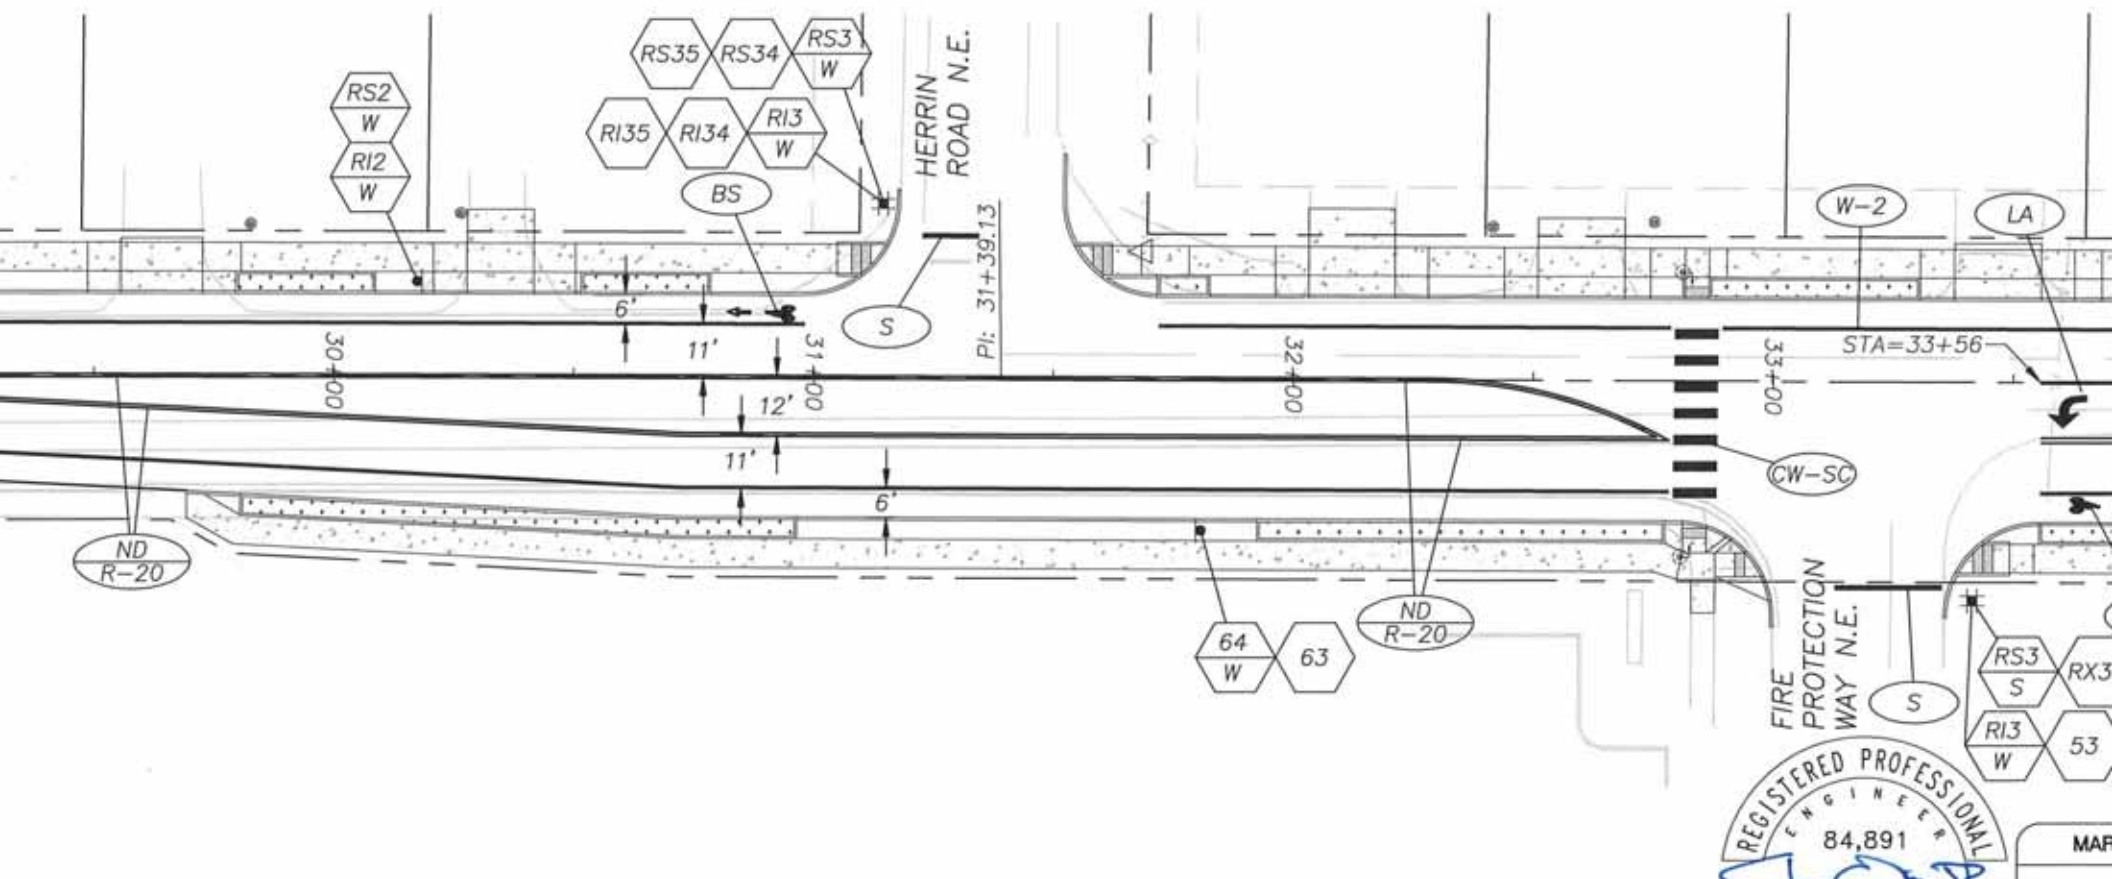 RS35 RS34 RS3
W
RI35 RI34 RI3
W
RS2
W
RI2
W
BS
HERRIN
ROAD N.E.
PI: 31+39.13
S
W-2
LA
STA=33+56
6'
11'
12'
11'
6'
30+00
31+00
32+00
33+00
CW-SC
ND
R-20
ND
R-20
64
W
63
FIRE
PROTECTION
WAY N.E.
S
RS3
S
RX3
RI3
W
53
REGISTERED PROFESSIONAL
ENGINEER
84,891
MAR